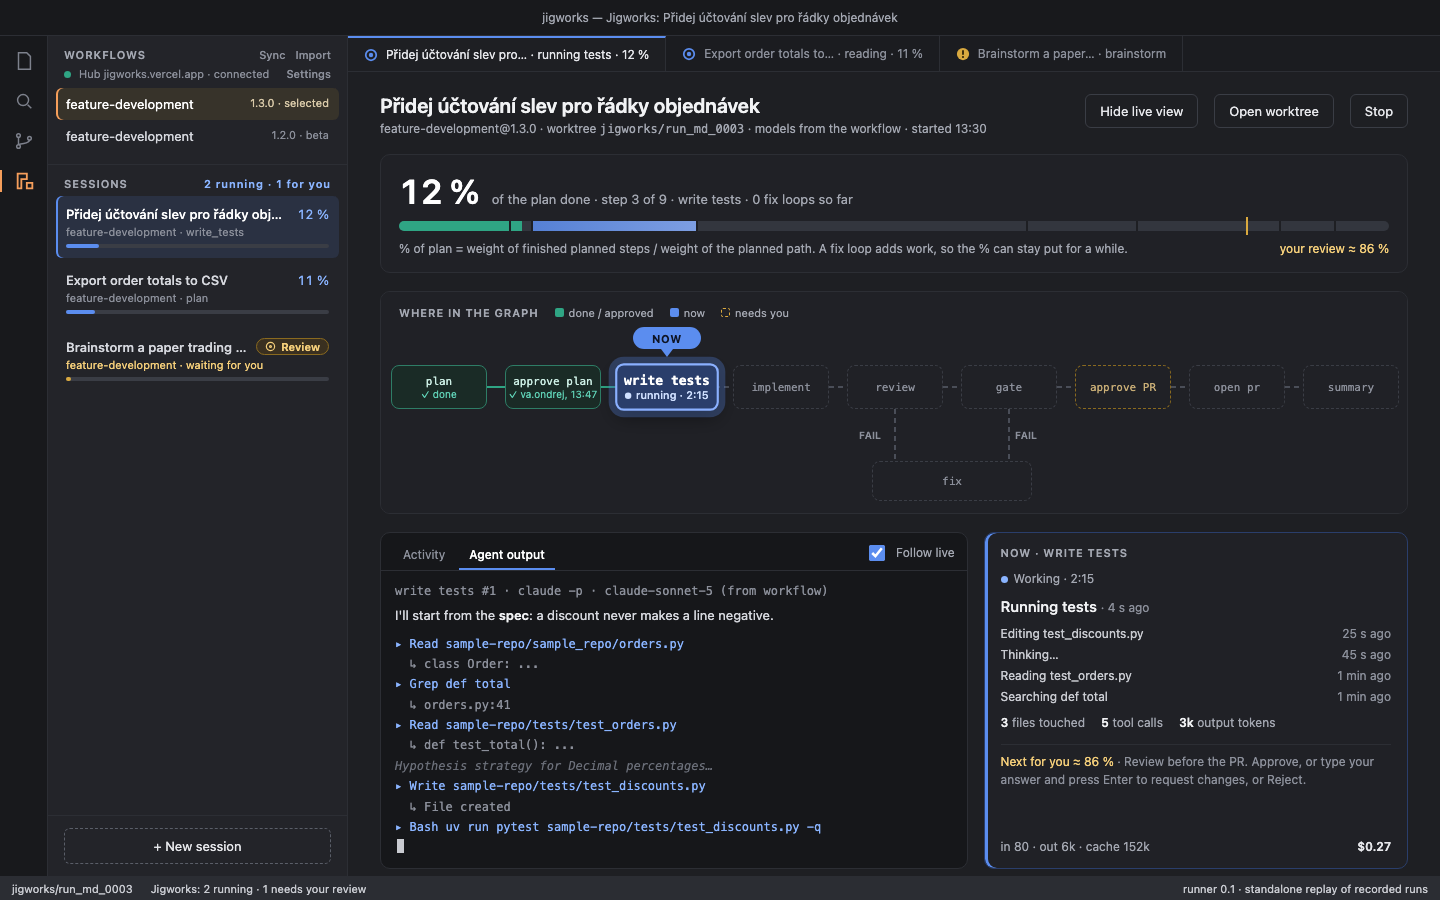 jigworks — Jigworks: Přidej účtování slev pro řádky objednávek
WORKFLOWS Sync Import
Hub jigworks.vercel.app · connected Settings
feature-development 1.3.0 · selected
feature-development 1.2.0 · beta
SESSIONS 2 running · 1 for you
Přidej účtování slev pro řádky obj... 12 %
feature-development · write_tests
Export order totals to CSV 11 %
feature-development · plan
Brainstorm a paper trading ... Review
feature-development · waiting for you
+ New session
Přidej účtování slev pro... · running tests · 12 %
Export order totals to... · reading · 11 %
Brainstorm a paper... · brainstorm
Přidej účtování slev pro řádky objednávek
feature-development@1.3.0 · worktree jigworks/run_md_0003 · models from the workflow · started 13:30
Hide live view Open worktree Stop
12 % of the plan done · step 3 of 9 · write tests · 0 fix loops so far
% of plan = weight of finished planned steps / weight of the planned path. A fix loop adds work, so the % can stay put for a while. your review ≈ 86 %
WHERE IN THE GRAPH done / approved now needs you
NOW
plan
✓ done
approve plan
✓ va.ondrej, 13:47
write tests
running · 2:15
implement
review
gate
approve PR
open pr
summary
FAIL FAIL
fix
Activity Agent output Follow live
write tests #1 · claude -p · claude-sonnet-5 (from workflow)
I'll start from the spec: a discount never makes a line negative.
▸ Read sample-repo/sample_repo/orders.py
↳ class Order: ...
▸ Grep def total
↳ orders.py:41
▸ Read sample-repo/tests/test_orders.py
↳ def test_total(): ...
Hypothesis strategy for Decimal percentages…
▸ Write sample-repo/tests/test_discounts.py
↳ File created
▸ Bash uv run pytest sample-repo/tests/test_discounts.py -q
NOW · WRITE TESTS
Working · 2:15
Running tests · 4 s ago
Editing test_discounts.py 25 s ago
Thinking... 45 s ago
Reading test_orders.py 1 min ago
Searching def total 1 min ago
3 files touched 5 tool calls 3k output tokens
Next for you ≈ 86 % · Review before the PR. Approve, or type your
answer and press Enter to request changes, or Reject.
in 80 · out 6k · cache 152k $0.27
jigworks/run_md_0003 Jigworks: 2 running · 1 needs your review runner 0.1 · standalone replay of recorded runs